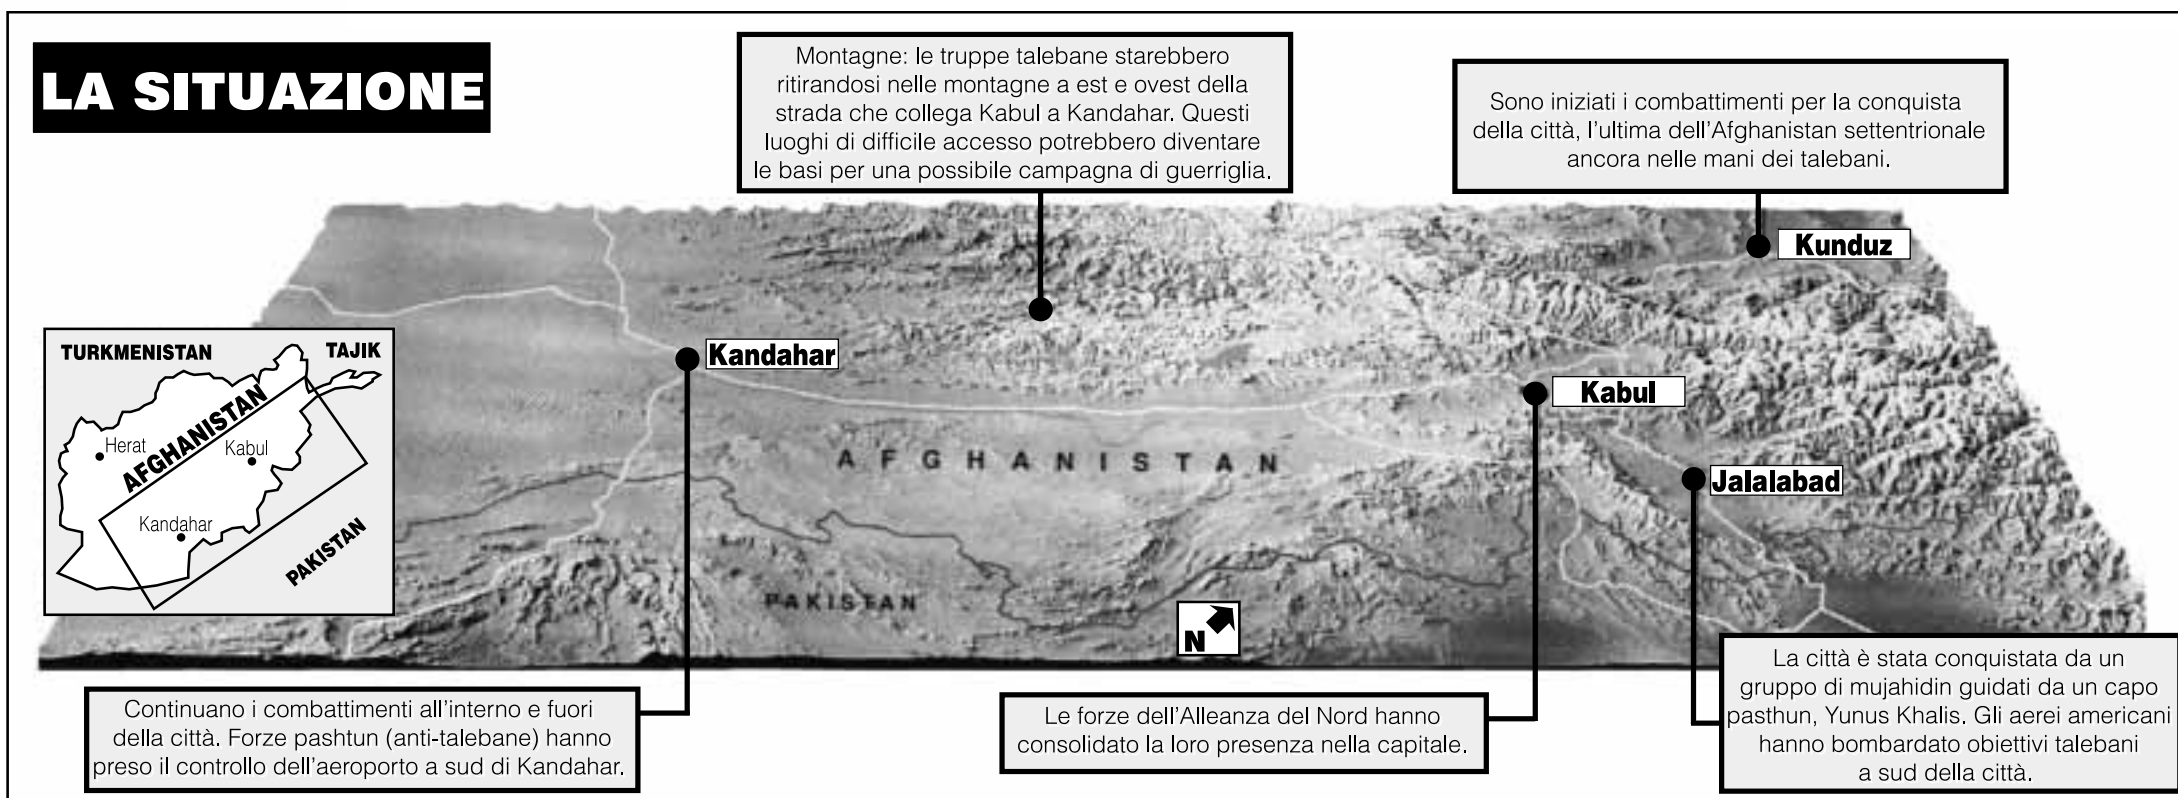 LA SITUAZIONE
Montagne: le truppe talebane starebbero
ritirandosi nelle montagne a est e ovest della
strada che collega Kabul a Kandahar. Questi
luoghi di difficile accesso potrebbero diventare
le basi per una possibile campagna di guerriglia.
Sono iniziati i combattimenti per la conquista
della città, l'ultima dell'Afghanistan settentrionale
ancora nelle mani dei talebani.
Kunduz
Kandahar
Kabul
Jalalabad
AFGHANISTAN
PAKISTAN
N
TURKMENISTAN
TAJIK
AFGHANISTAN
Herat
Kabul
Kandahar
PAKISTAN
Continuano i combattimenti all'interno e fuori
della città. Forze pashtun (anti-talebane) hanno
preso il controllo dell'aeroporto a sud di Kandahar.
Le forze dell'Alleanza del Nord hanno
consolidato la loro presenza nella capitale.
La città è stata conquistata da un
gruppo di mujahidin guidati da un capo
pasthun, Yunus Khalis. Gli aerei americani
hanno bombardato obiettivi talebani
a sud della città.